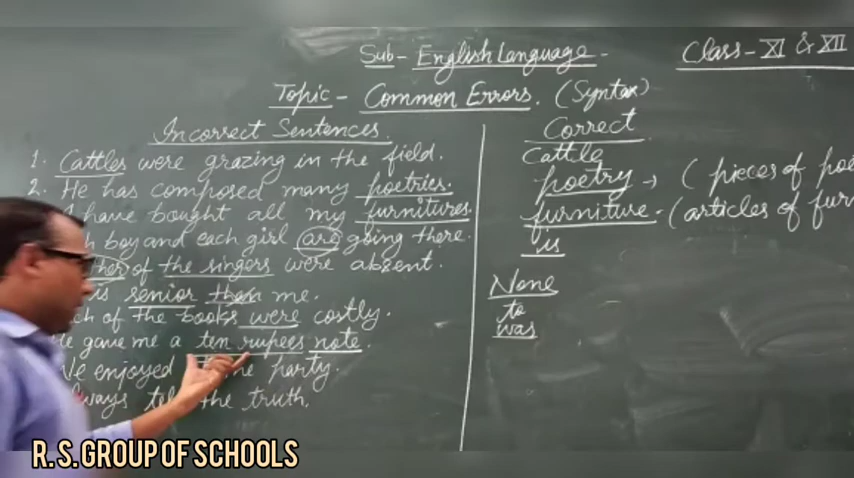 Sub- English Language- Class-XI & XII
Topic- Common Errors. (Syntax)
Incorrect Sentences.
1. Cattles were grazing in the field.
2. He has composed many poetries.
I have bought all my furnitures.
boy and each girl are going there.
of the singers were absent.
is senior than me.
of the books were costly.
gave me a ten rupees note.
enjoyed party.
the truth.
Correct
Cattle
poetry → (pieces of
furniture. - (articles of
is
None
to
was
R. S. GROUP OF SCHOOLS